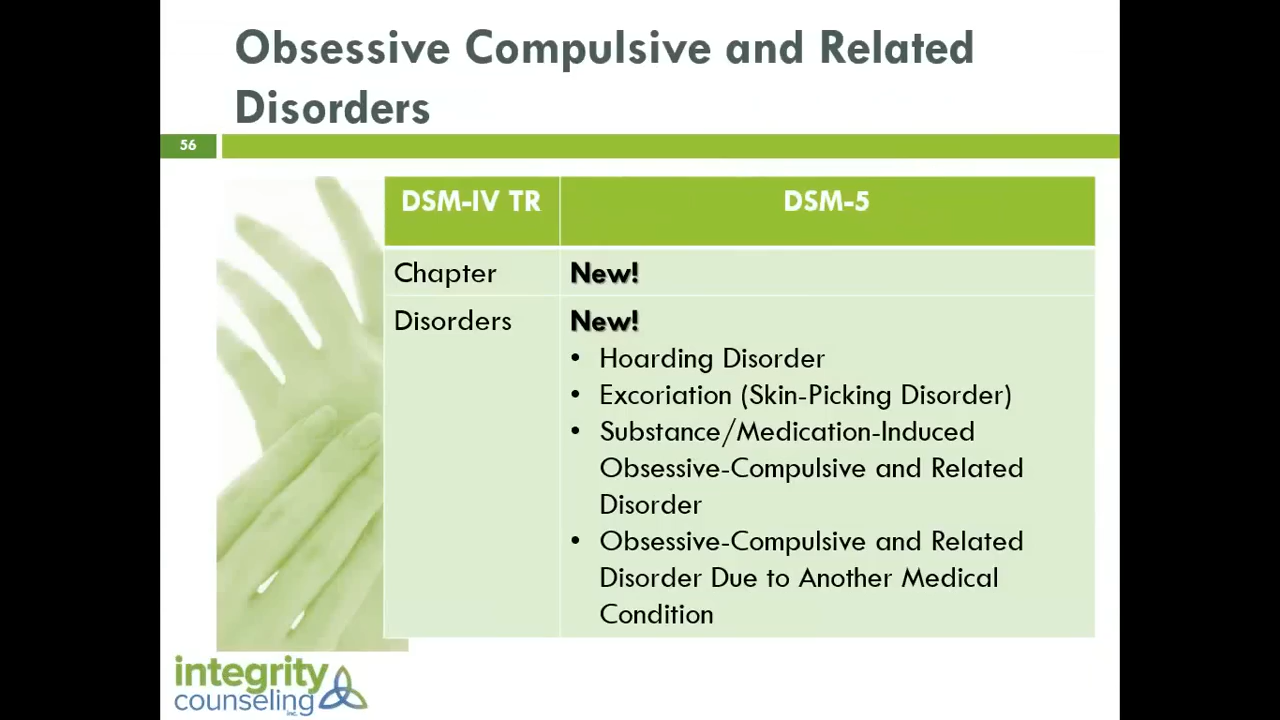 Obsessive Compulsive and Related
Disorders
56
DSM-IV TR
DSM-5
Chapter
New!
Disorders
New!
• Hoarding Disorder
• Excoriation (Skin-Picking Disorder)
• Substance/Medication-Induced
Obsessive-Compulsive and Related
Disorder
• Obsessive-Compulsive and Related
Disorder Due to Another Medical
Condition
integrity
counseling
inc.